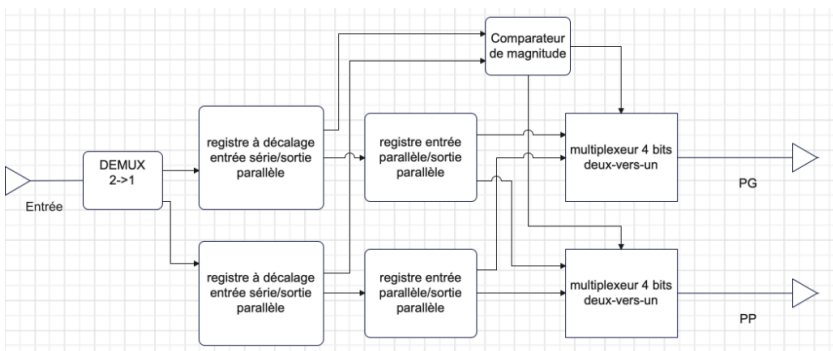 Comparateur
de magnitude
DEMUX
2->1
Entrée
registre à décalage
entrée série/sortie
parallèle
registre entrée
parallèle/sortie
parallèle
multiplexeur 4 bits
deux-vers-un
PG
registre à décalage
entrée série/sortie
parallèle
registre entrée
parallèle/sortie
parallèle
multiplexeur 4 bits
deux-vers-un
PP